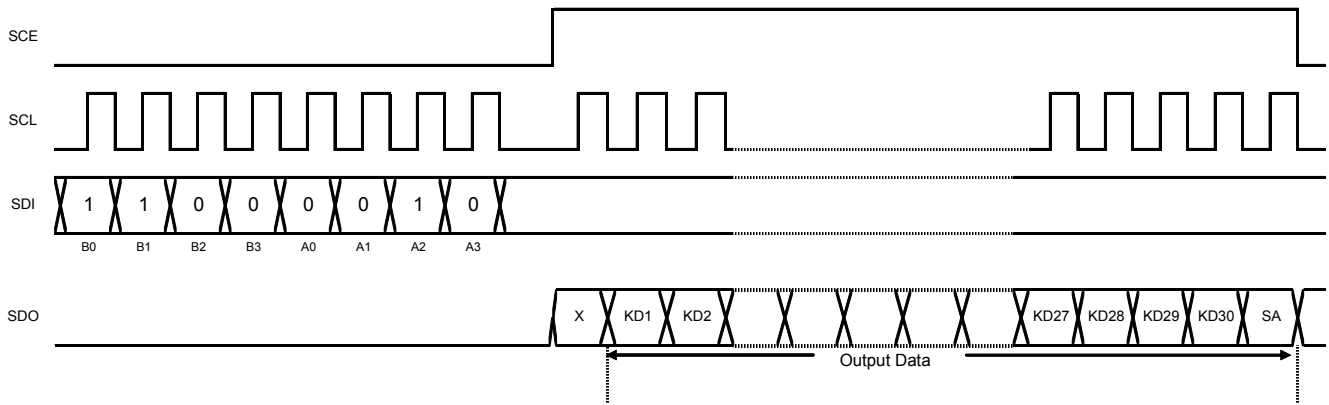 SCE
SCL
SDI 1 1 0 0 0 0 1 0
B0 B1 B2 B3 A0 A1 A2 A3
SDO X KD1 KD2 KD27 KD28 KD29 KD30 SA
Output Data